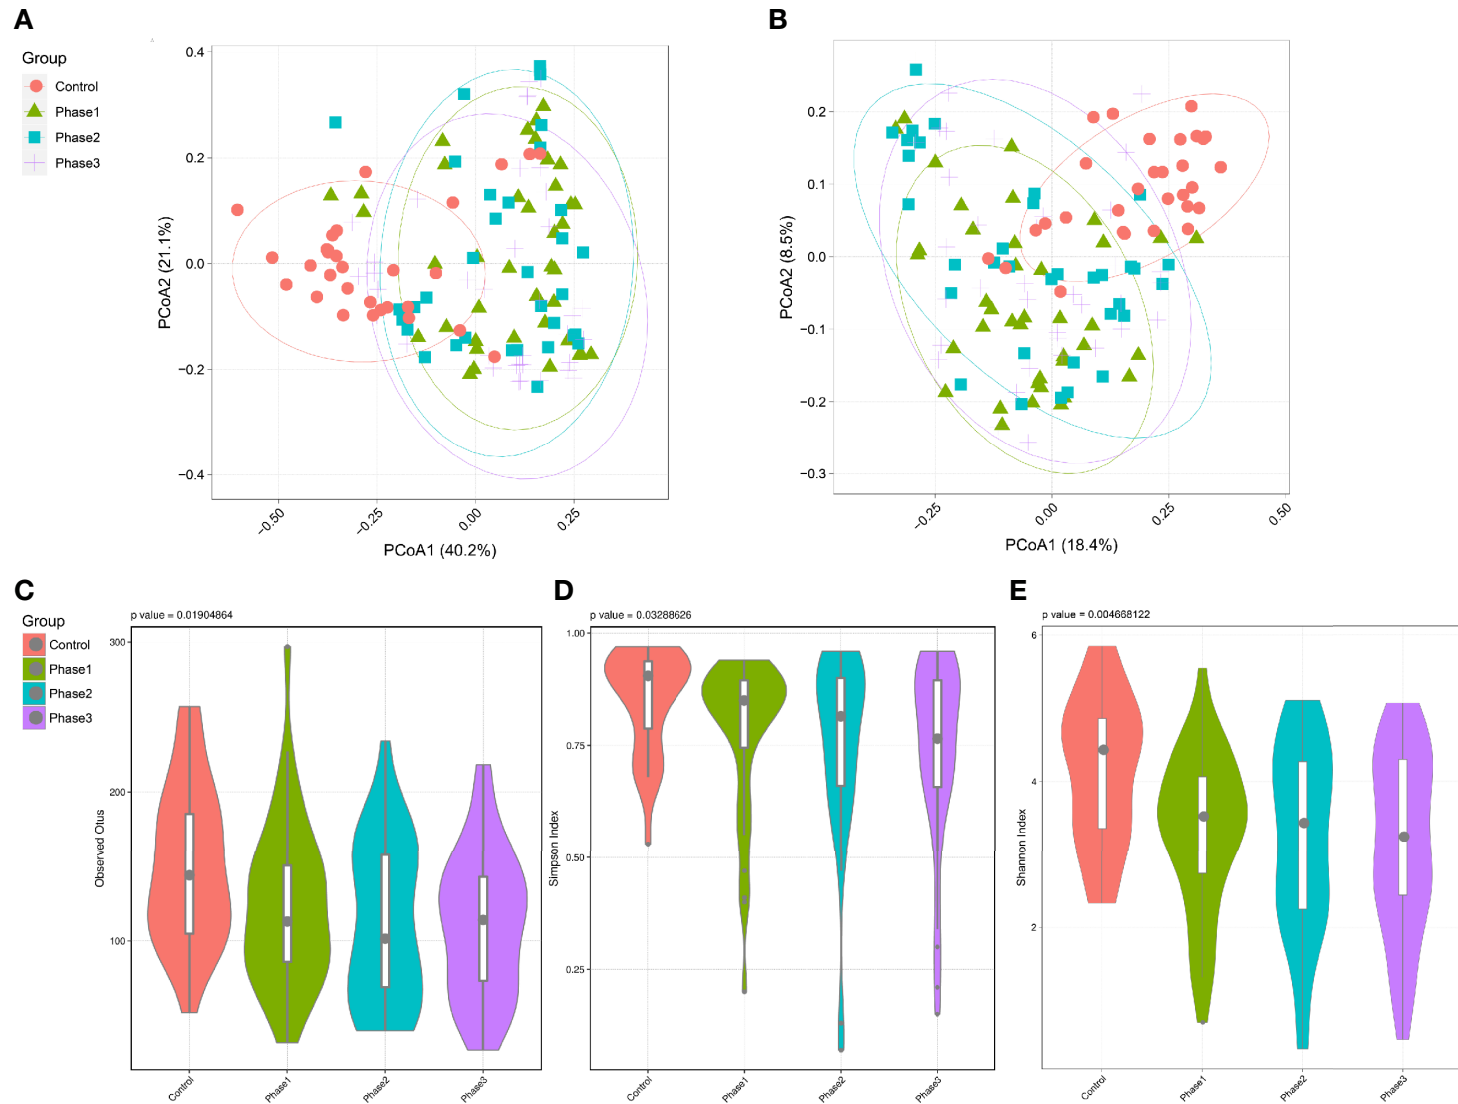 A
B
Group
Control
Phase1
Phase2
Phase3
0.4
0.2
0.0
−0.2
−0.4
PCoA2 (21.1%)
−0.50
−0.25
0.00
0.25
PCoA1 (40.2%)
0.2
0.1
0.0
−0.1
−0.2
−0.3
PCoA2 (8.5%)
−0.25
0.00
0.25
0.50
PCoA1 (18.4%)
C
D
E
Group
Control
Phase1
Phase2
Phase3
p value = 0.01904864
300
200
100
Observed Otus
Control
Phase1
Phase2
Phase3
p value = 0.03288626
1.00
0.75
0.50
0.25
Simpson Index
Control
Phase1
Phase2
Phase3
p value = 0.004668122
6
4
2
Shannon Index
Control
Phase1
Phase2
Phase3